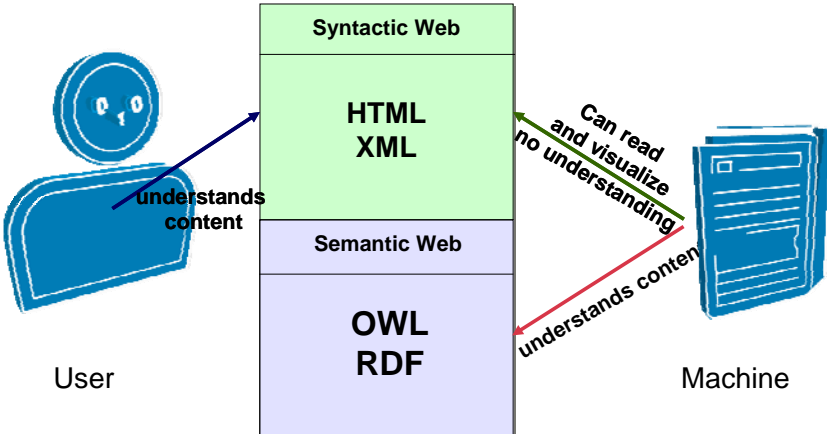 Syntactic Web
HTML
XML
understands
content
Can read
and visualize
no understanding
Semantic Web
understands conten
OWL
RDF
User
Machine